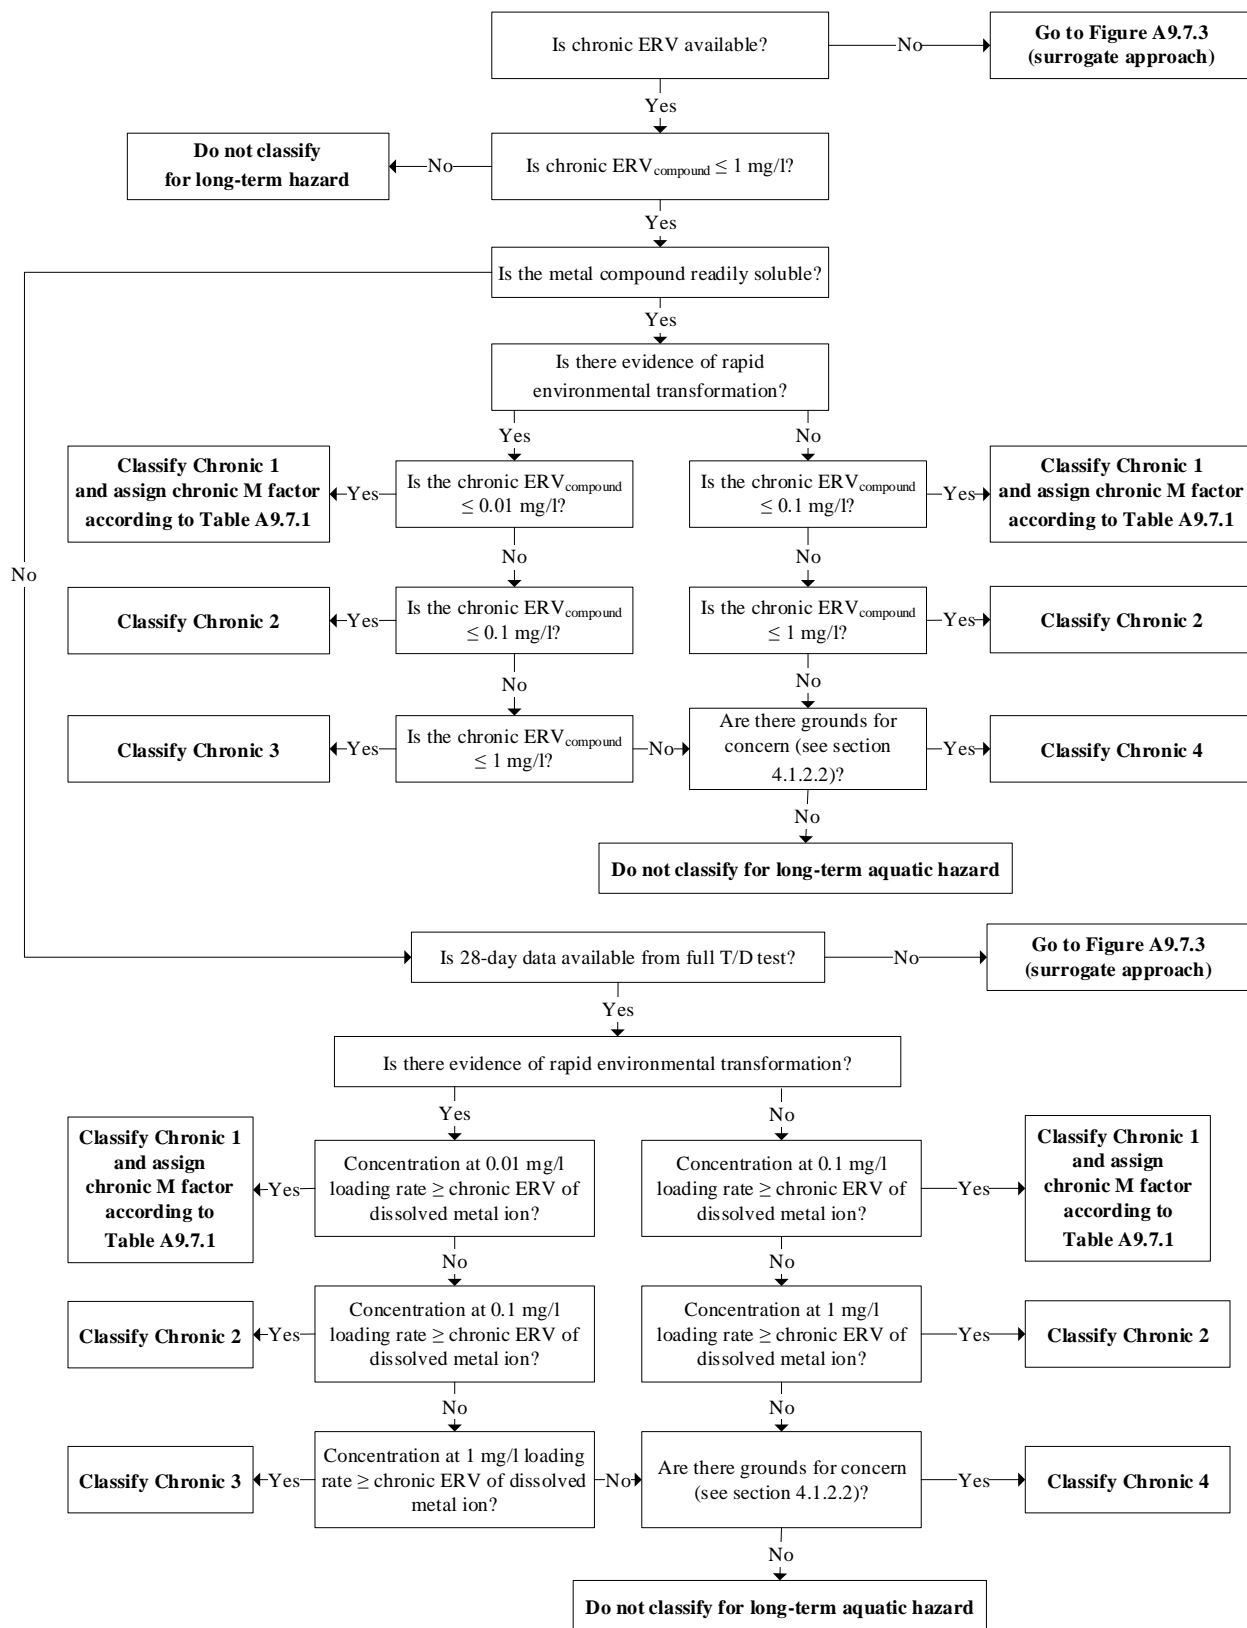 Is chronic ERV available?
No
Go to Figure A9.7.3
(surrogate approach)
Yes
Do not classify
for long-term hazard
No
Is chronic ERVcompound ≤ 1 mg/l?
Yes
Is the metal compound readily soluble?
Yes
Is there evidence of rapid
environmental transformation?
Yes
No
Classify Chronic 1
and assign chronic M factor
according to Table A9.7.1
Yes
Is the chronic ERVcompound
≤ 0.01 mg/l?
Is the chronic ERVcompound
≤ 0.1 mg/l?
Yes
Classify Chronic 1
and assign chronic M factor
according to Table A9.7.1
No
No
No
Classify Chronic 2
Yes
Is the chronic ERVcompound
≤ 0.1 mg/l?
Is the chronic ERVcompound
≤ 1 mg/l?
Yes
Classify Chronic 2
No
No
Classify Chronic 3
Yes
Is the chronic ERVcompound
≤ 1 mg/l?
No
Are there grounds for
concern (see section
4.1.2.2)?
Yes
Classify Chronic 4
No
Do not classify for long-term aquatic hazard
Is 28-day data available from full T/D test?
No
Go to Figure A9.7.3
(surrogate approach)
Yes
Is there evidence of rapid environmental transformation?
Yes
No
Classify Chronic 1
and assign
chronic M factor
according to
Table A9.7.1
Yes
Concentration at 0.01 mg/l
loading rate ≥ chronic ERV of
dissolved metal ion?
Concentration at 0.1 mg/l
loading rate ≥ chronic ERV of
dissolved metal ion?
Yes
Classify Chronic 1
and assign
chronic M factor
according to
Table A9.7.1
No
No
Classify Chronic 2
Yes
Concentration at 0.1 mg/l
loading rate ≥ chronic ERV of
dissolved metal ion?
Concentration at 1 mg/l
loading rate ≥ chronic ERV of
dissolved metal ion?
Yes
Classify Chronic 2
No
No
Classify Chronic 3
Yes
Concentration at 1 mg/l loading
rate ≥ chronic ERV of dissolved
metal ion?
No
Are there grounds for concern
(see section 4.1.2.2)?
Yes
Classify Chronic 4
No
Do not classify for long-term aquatic hazard